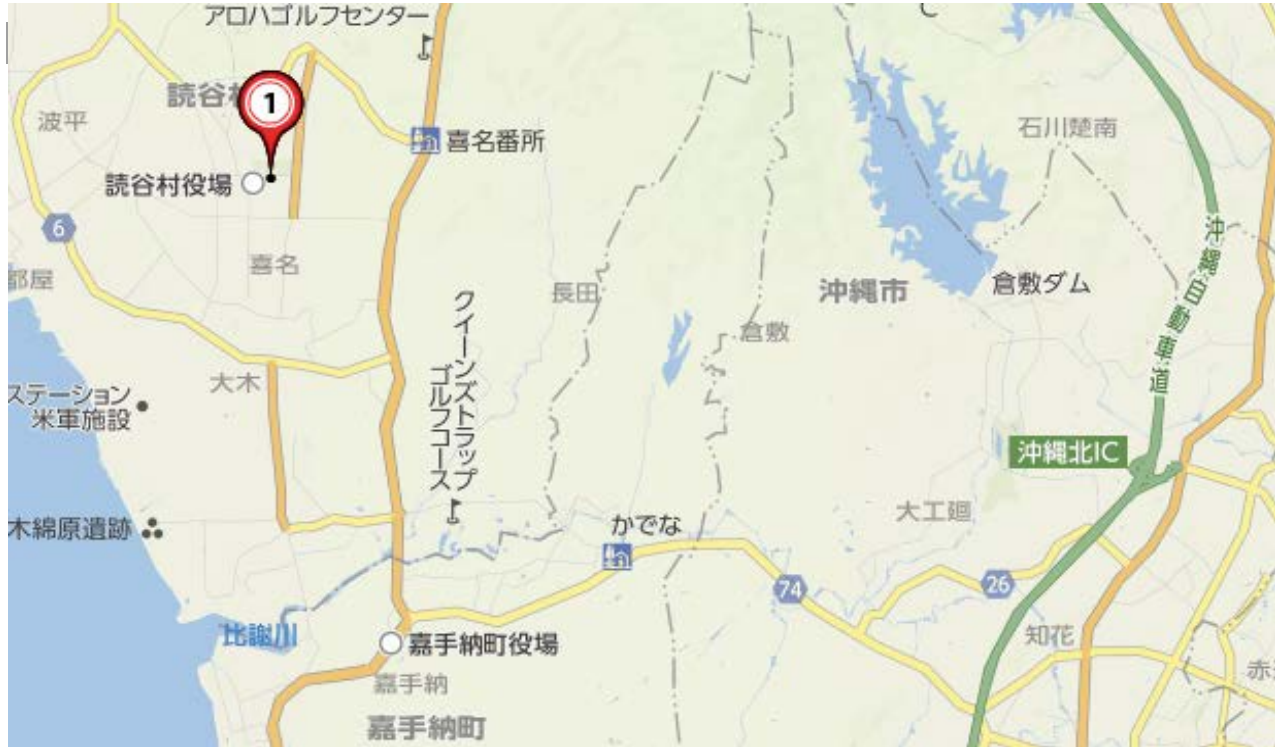 アロハゴルフセンター
読谷村
1
波平
喜名番所
石川楚南
読谷村役場
6
沖縄自動車道
喜名
部屋
長田
沖縄市
倉敷ダム
倉敷
クイーンズトラップ
ゴルフコース
大木
ステーション
米軍施設
沖縄北IC
大工廻
木綿原遺跡
かでな
74
26
比謝川
嘉手納町役場
知花
嘉手納
嘉手納町